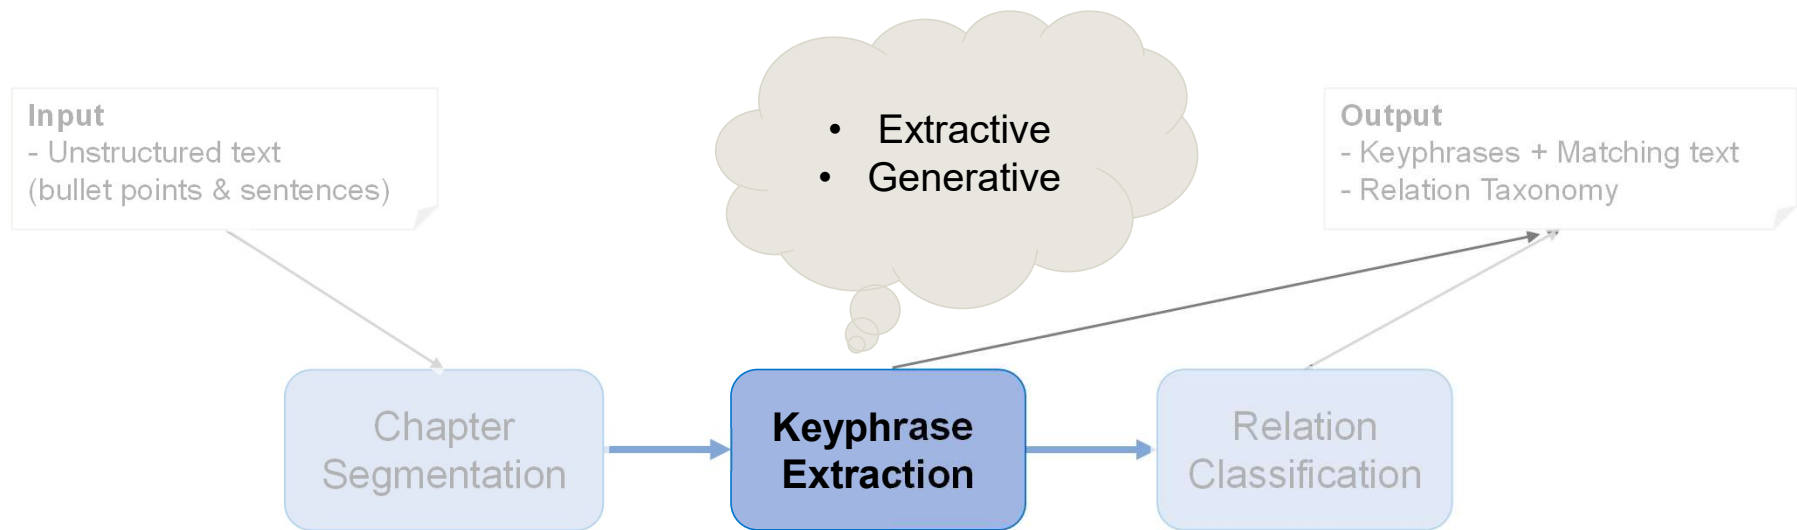 Input
- Unstructured text
(bullet points & sentences)
• Extractive
• Generative
Output
- Keyphrases + Matching text
- Relation Taxonomy
Chapter
Segmentation
Keyphrase
Extraction
Relation
Classification